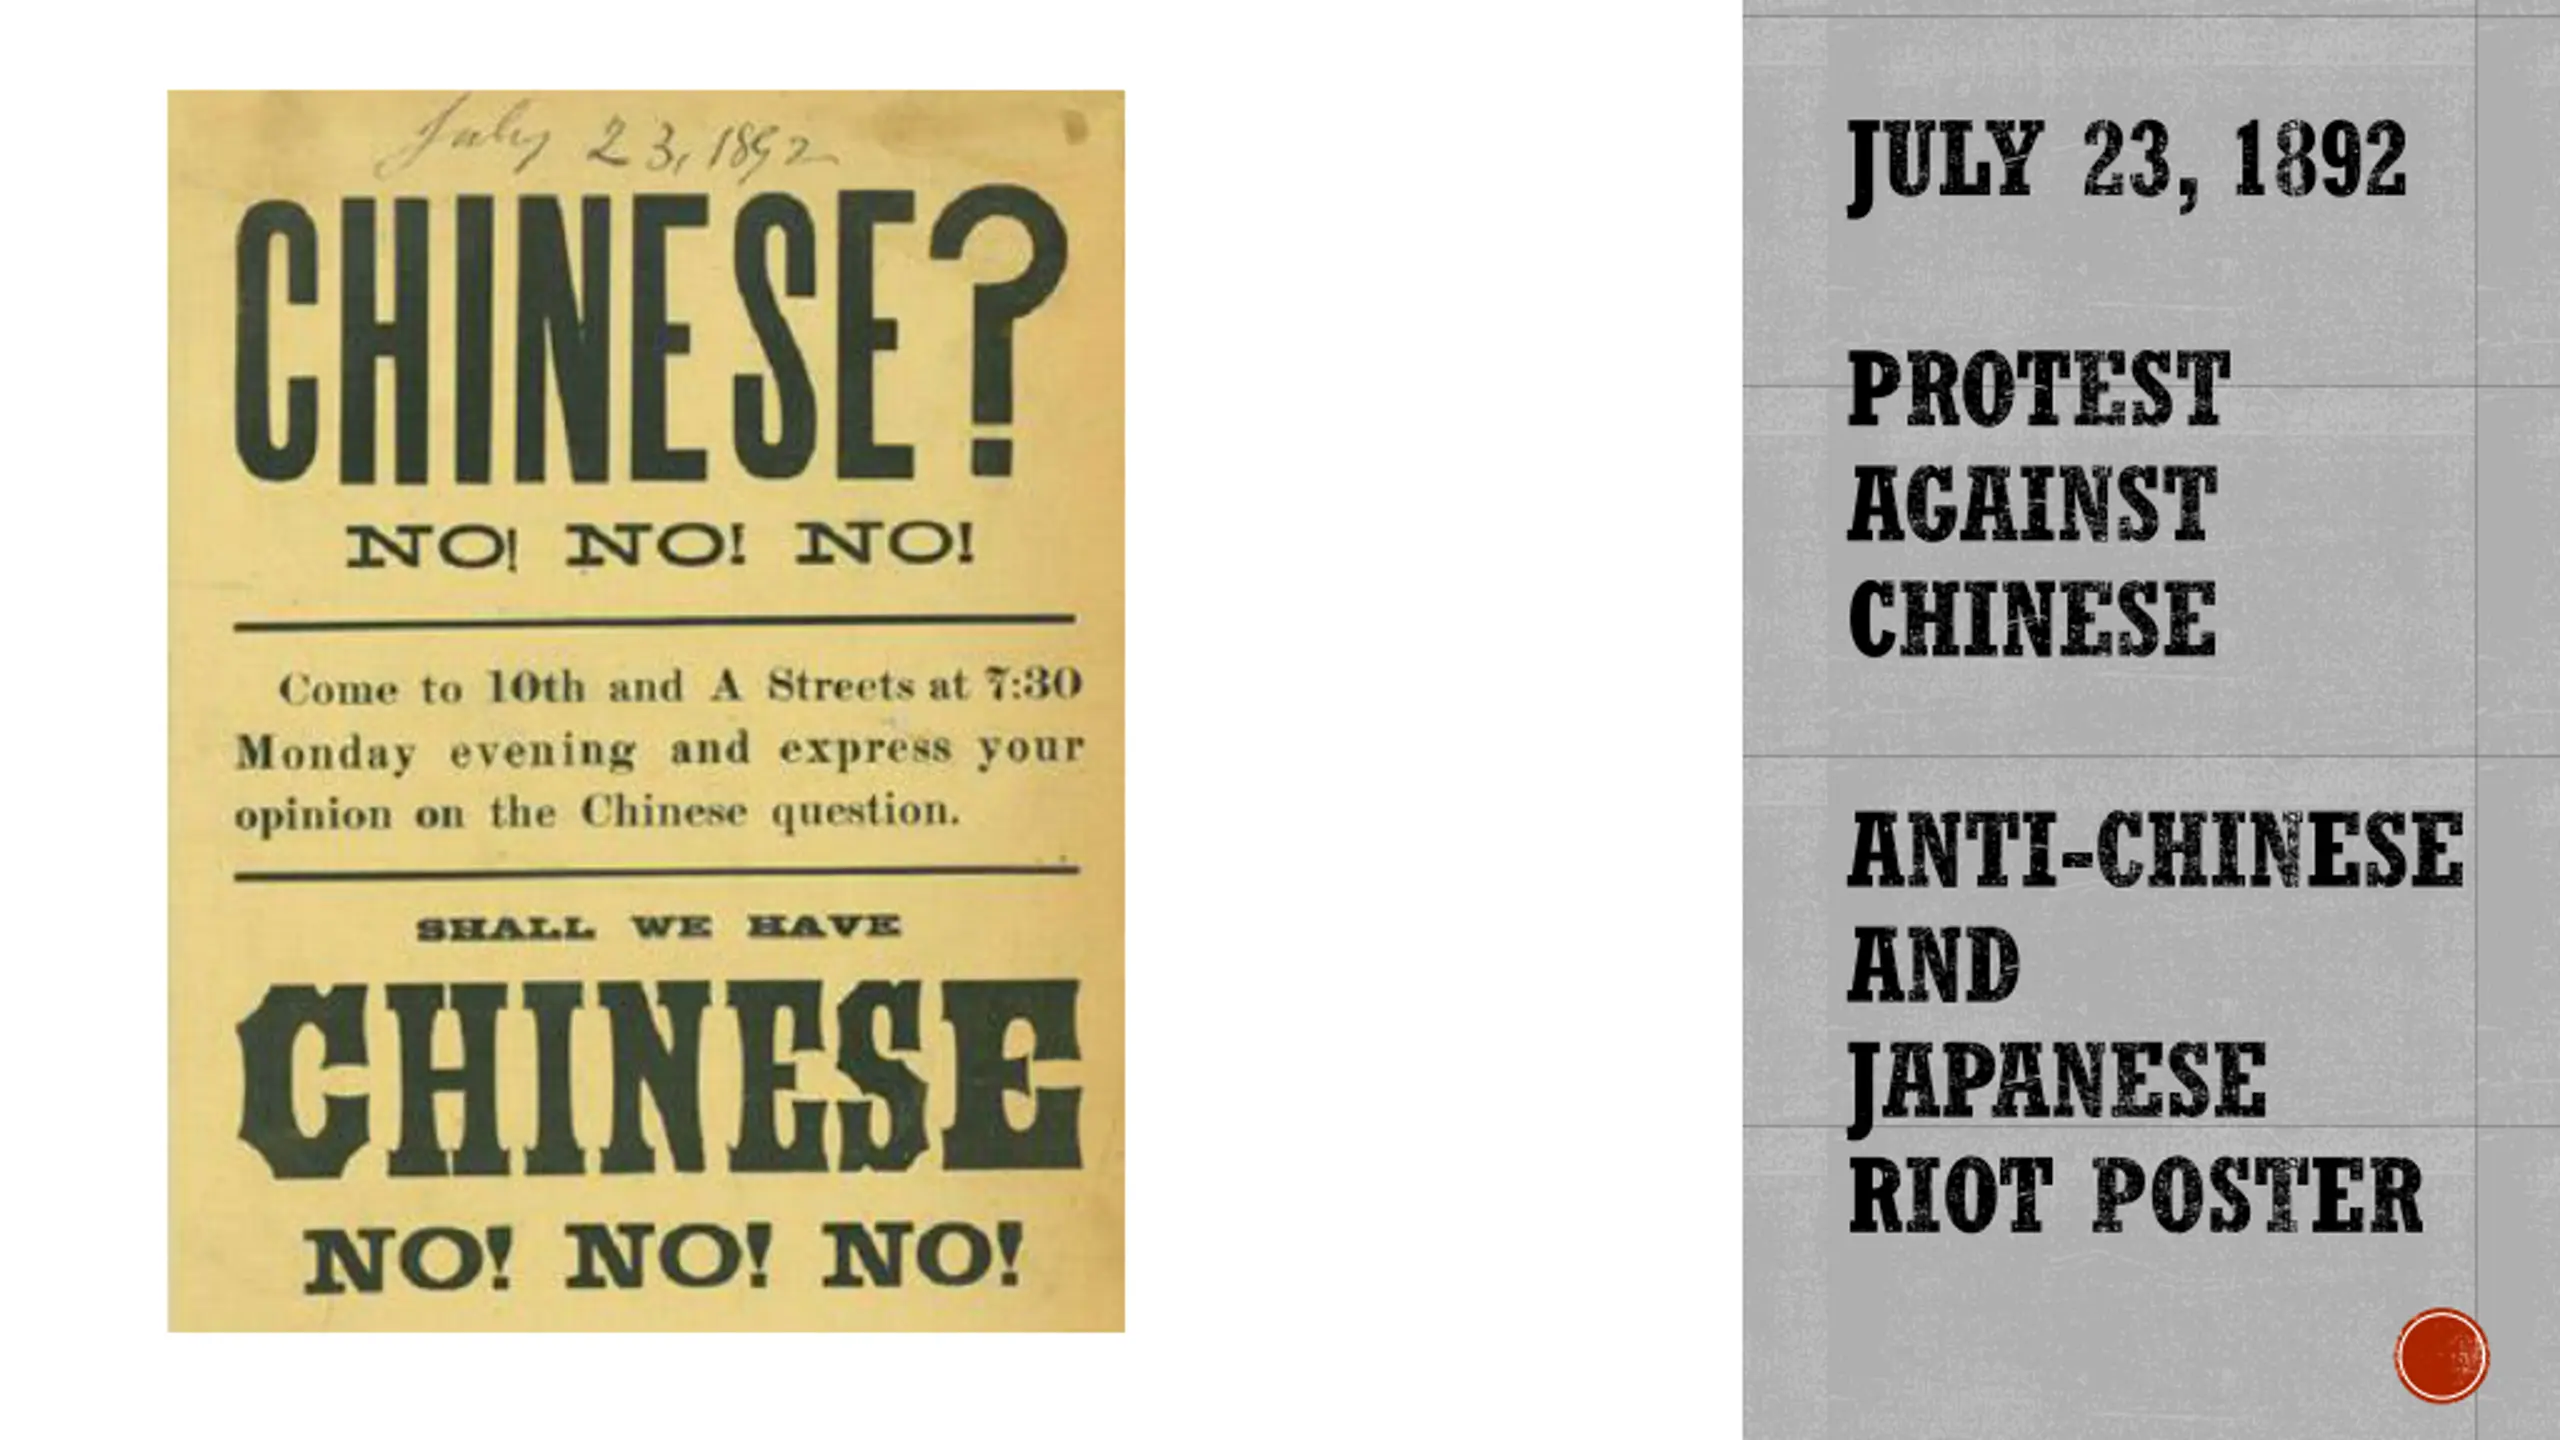 July 23, 1892
CHINESE?
NO! NO! NO!
Come to 10th and A Streets at 7:30
Monday evening and express your
opinion on the Chinese question.
SHALL WE HAVE
CHINESE
NO! NO! NO!
JULY 23, 1892
PROTEST
AGAINST
CHINESE
ANTI-CHINESE
AND
JAPANESE
RIOT POSTER